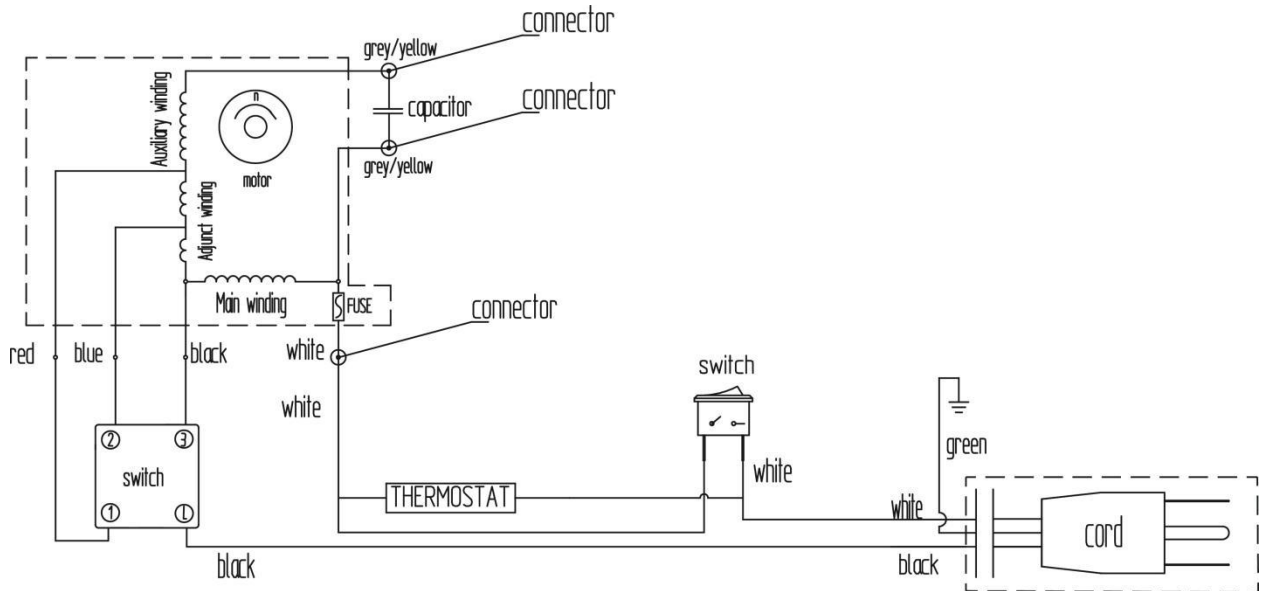 connector
grey/yellow
connector
capacitor
grey/yellow
Auxiliary winding
n
motor
Adjunct winding
Main winding
FUSE
connector
red
blue
black
white
white
switch
2
3
switch
1
L
THERMOSTAT
white
green
white
cord
black
black